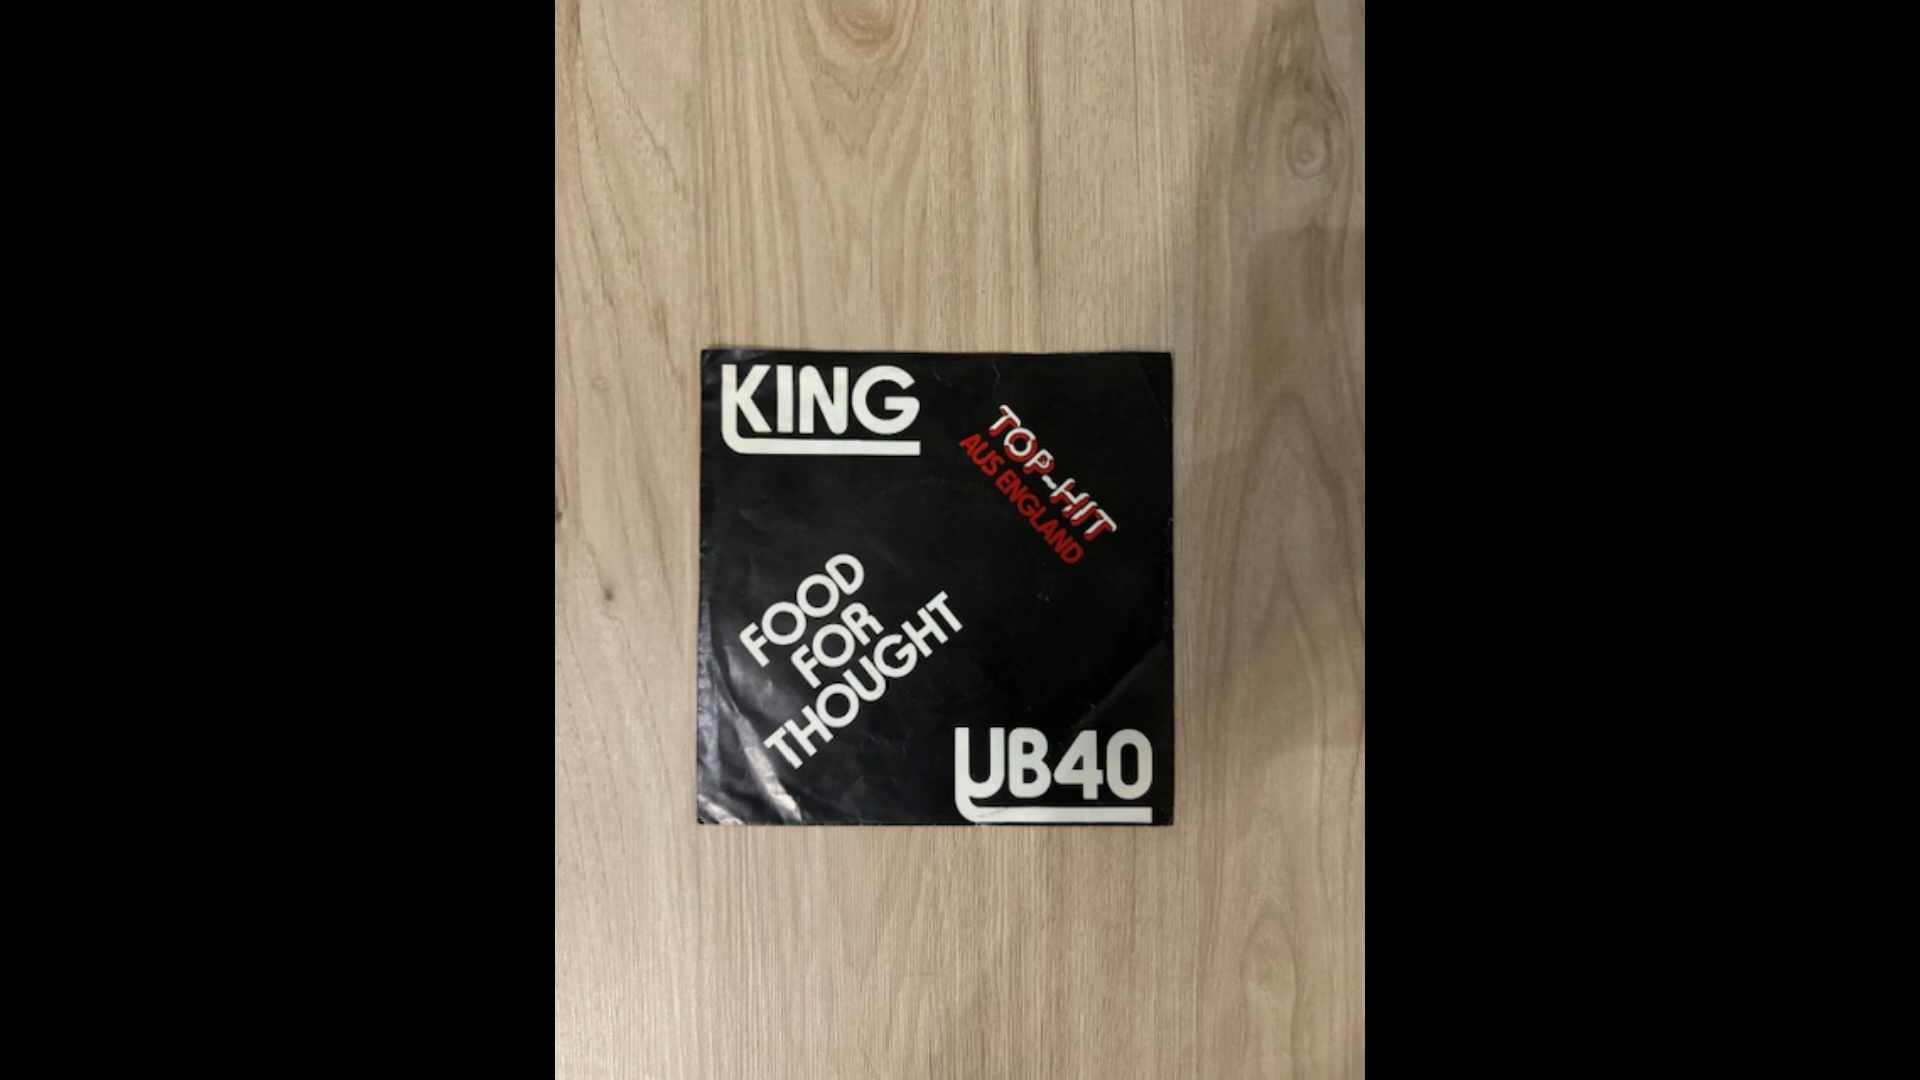 KING
TOP-HIT
AUS ENGLAND
FOOD
FOR
THOUGHT
UB40